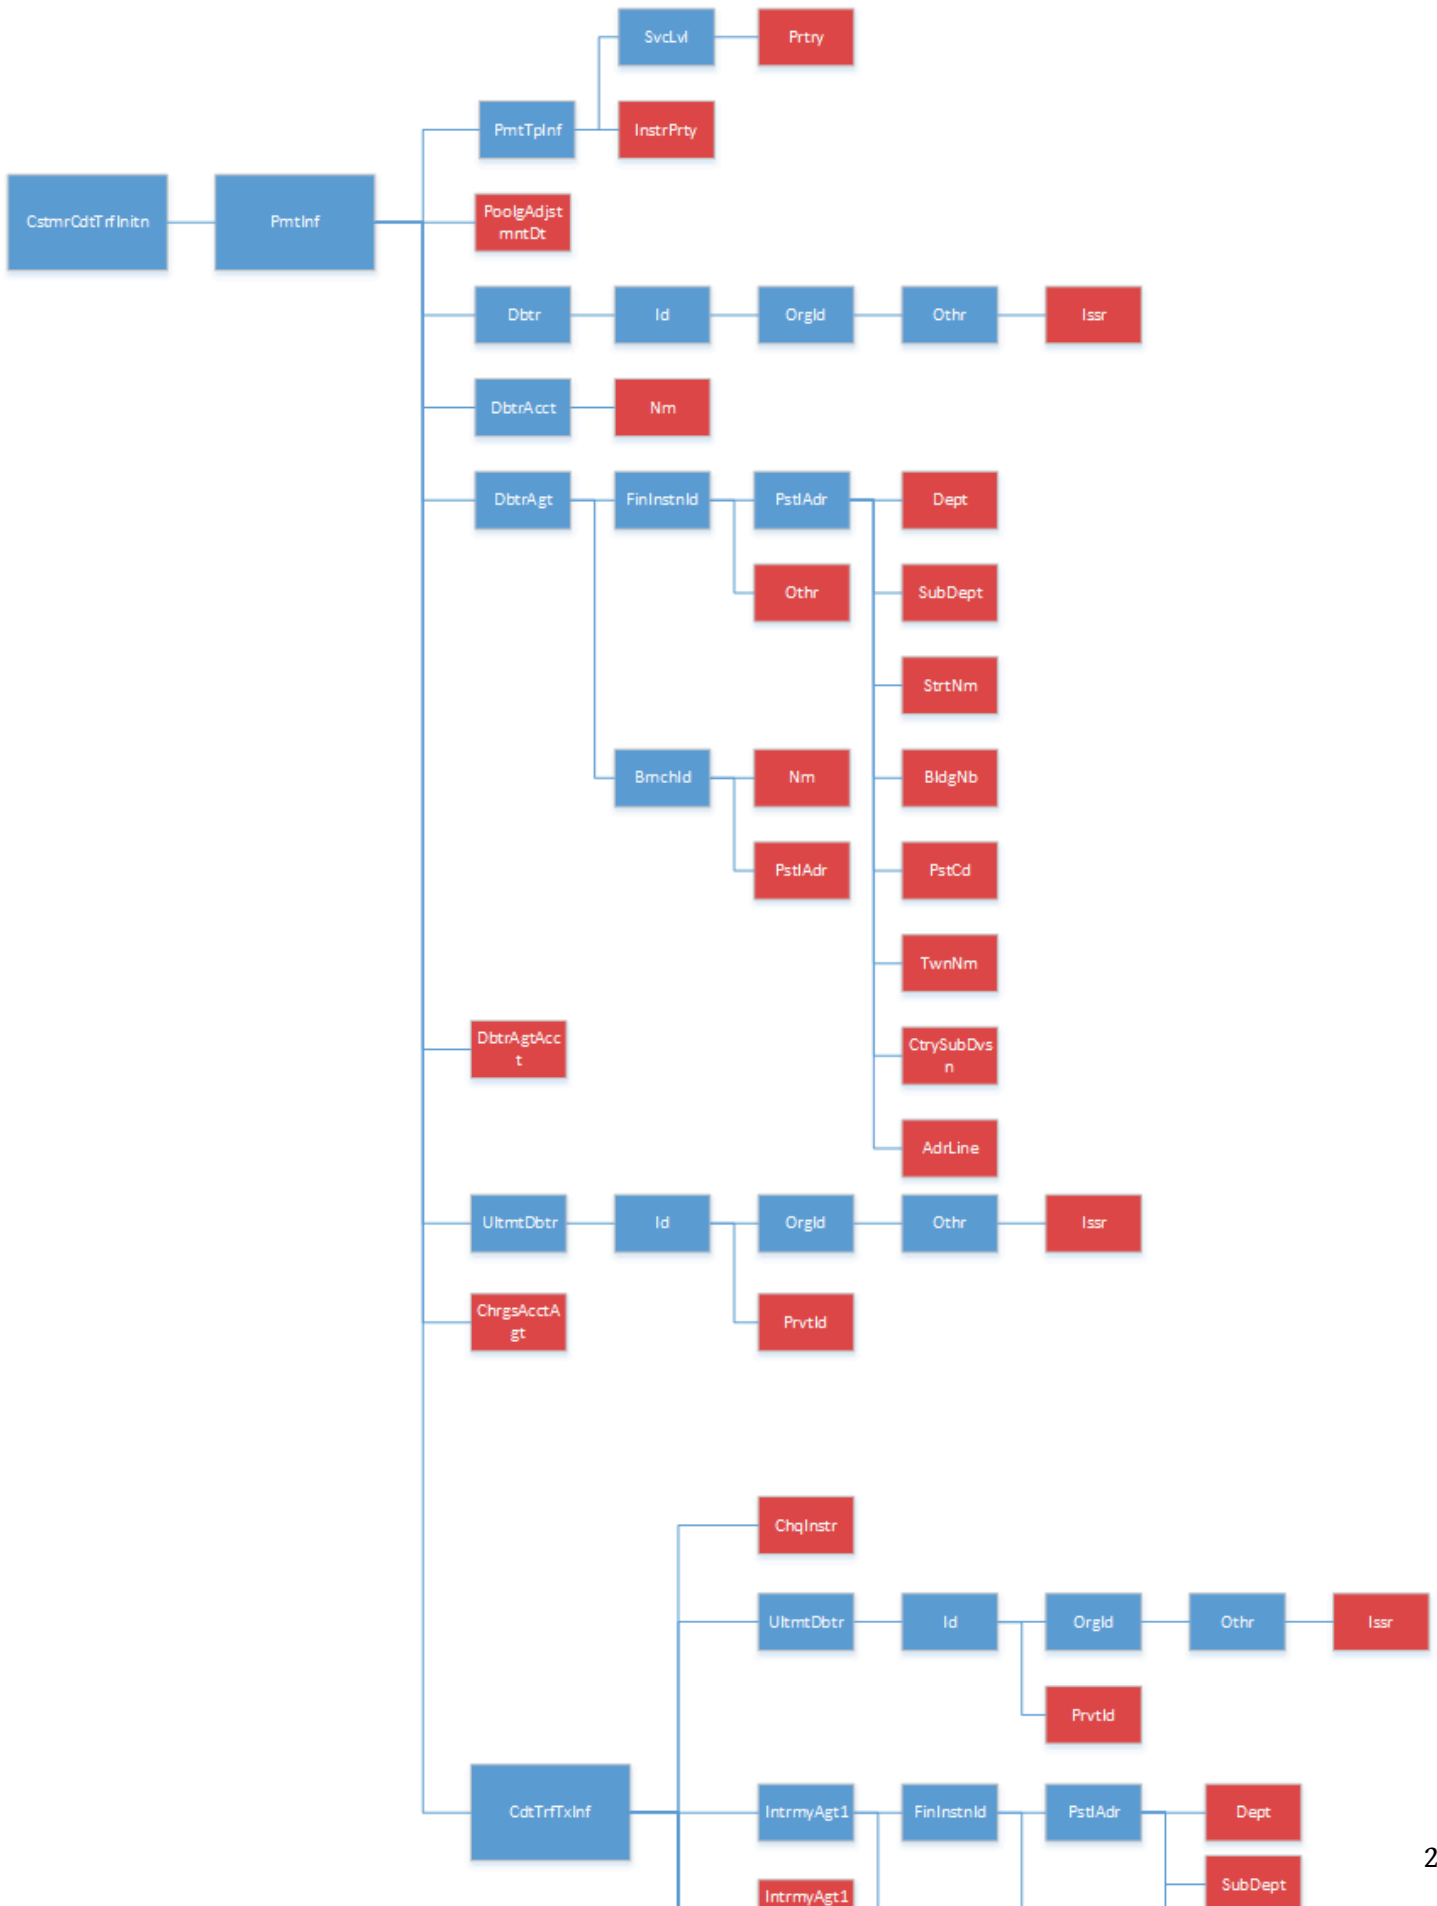 SvcLvl
Prtry
PmtTpInf
InstrPrty
CstmrCdtTrfInitn
PmtInf
PoolgAdjst
mntDt
Dbtr
Id
OrgId
Othr
Issr
DbtrAcct
Nm
DbtrAgt
FinInstnId
PstlAdr
Dept
Othr
SubDept
StrtNm
BrnchId
Nm
BldgNb
PstlAdr
PstCd
TwnNm
DbtrAgtAcc
t
CtrySubDvs
n
AdrLine
UltmtDbtr
Id
OrgId
Othr
Issr
ChrgsAcctA
gt
PrvtId
ChqInstr
UltmtDbtr
Id
OrgId
Othr
Issr
PrvtId
CdtTrfTxInf
IntrmyAgt1
FinInstnId
PstlAdr
Dept
2
SubDept
IntrmyAgt1